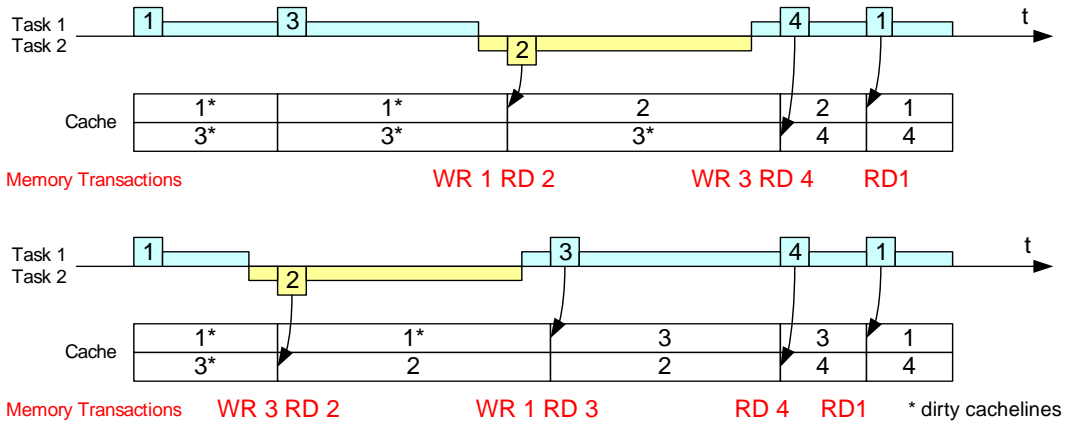 1 3 4 1 t
Task 1
Task 2
2
1* 1* 2 2 1
Cache
3* 3* 3* 4 4
Memory Transactions WR 1 RD 2 WR 3 RD 4 RD1
1 3 4 1 t
Task 1
Task 2
2
1* 1* 3 3 1
Cache
3* 2 2 4 4
Memory Transactions WR 3 RD 2 WR 1 RD 3 RD 4 RD1 * dirty cachelines